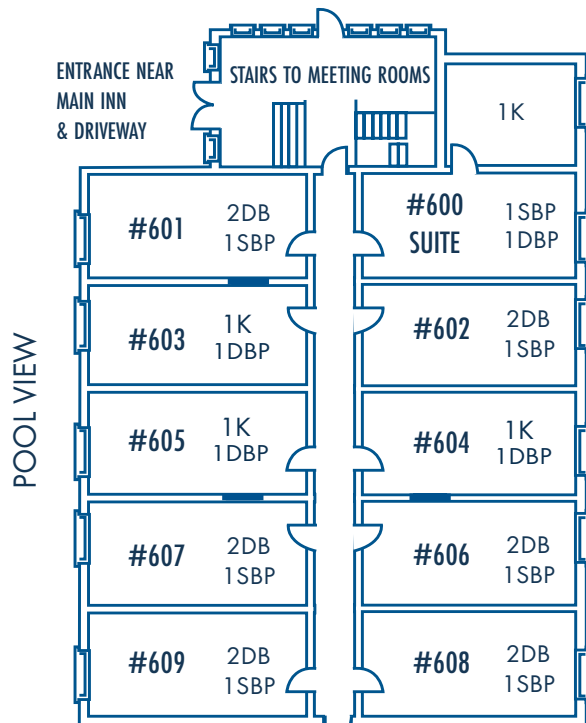 ENTRANCE NEAR
MAIN INN
& DRIVEWAY
STAIRS TO MEETING ROOMS
1K
#601
2DB
1SBP
#600
SUITE
1SBP
1DBP
#603
1K
1DBP
#602
2DB
1SBP
POOL VIEW
#605
1K
1DBP
#604
1K
1DBP
#607
2DB
1SBP
#606
2DB
1SBP
#609
2DB
1SBP
#608
2DB
1SBP